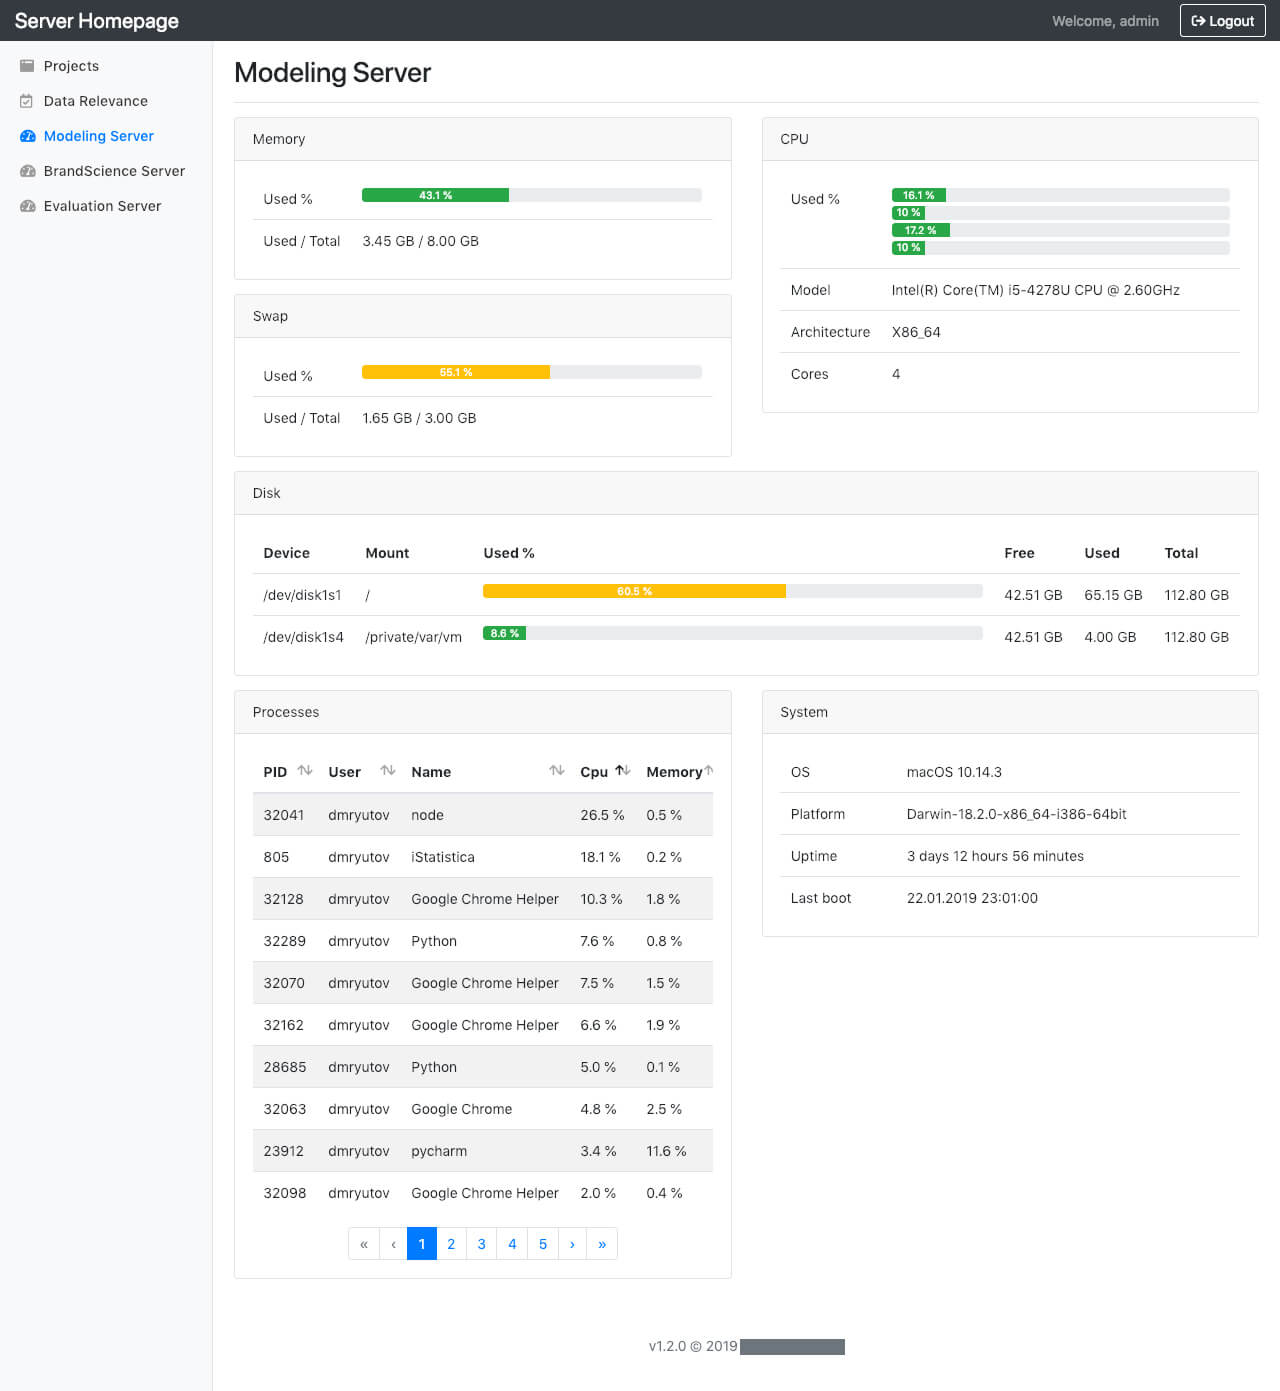 Server Homepage
Welcome, admin
Logout
Projects
Data Relevance
Modeling Server
BrandScience Server
Evaluation Server
Modeling Server
Memory
Used % 43.1 %
Used / Total 3.45 GB / 8.00 GB
Swap
Used % 55.1 %
Used / Total 1.65 GB / 3.00 GB
CPU
Used % 16.1 %
10 %
17.2 %
10 %
Model Intel(R) Core(TM) i5-4278U CPU @ 2.60GHz
Architecture X86_64
Cores 4
Disk
Device Mount Used % Free Used Total
/dev/disk1s1 / 60.5 % 42.51 GB 65.15 GB 112.80 GB
/dev/disk1s4 /private/var/vm 8.6 % 42.51 GB 4.00 GB 112.80 GB
Processes
PID User Name Cpu Memory
32041 dmryutov node 26.5 % 0.5 %
805 dmryutov iStatistica 18.1 % 0.2 %
32128 dmryutov Google Chrome Helper 10.3 % 1.8 %
32289 dmryutov Python 7.6 % 0.8 %
32070 dmryutov Google Chrome Helper 7.5 % 1.5 %
32162 dmryutov Google Chrome Helper 6.6 % 1.9 %
28685 dmryutov Python 5.0 % 0.1 %
32063 dmryutov Google Chrome 4.8 % 2.5 %
23912 dmryutov pycharm 3.4 % 11.6 %
32098 dmryutov Google Chrome Helper 2.0 % 0.4 %
« ‹ 1 2 3 4 5 › »
System
OS macOS 10.14.3
Platform Darwin-18.2.0-x86_64-i386-64bit
Uptime 3 days 12 hours 56 minutes
Last boot 22.01.2019 23:01:00
v1.2.0 © 2019